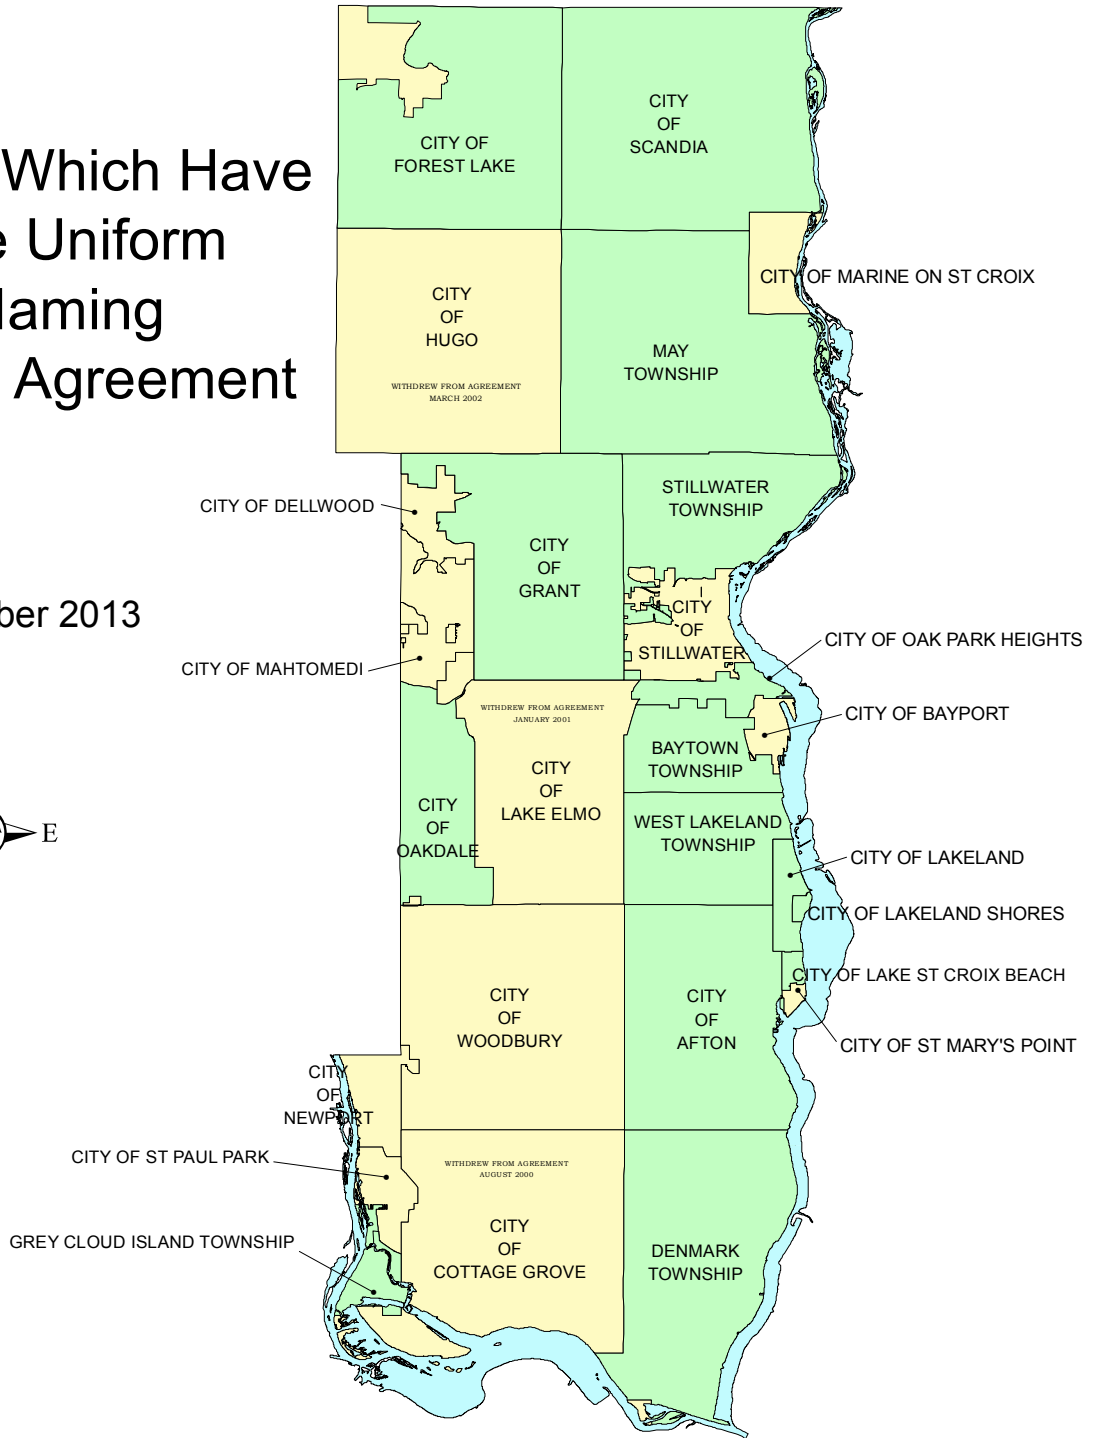 Which Have
e Uniform
Naming
Agreement
ber 2013
E
CITY
OF
SCANDIA
CITY OF
FOREST LAKE
CITY OF MARINE ON ST CROIX
CITY
OF
HUGO
WITHDREW FROM AGREEMENT
MARCH 2002
MAY
TOWNSHIP
STILLWATER
TOWNSHIP
CITY OF DELLWOOD
CITY
OF
GRANT
CITY
OF
STILLWATER
CITY OF OAK PARK HEIGHTS
CITY OF MAHTOMEDI
WITHDREW FROM AGREEMENT
JANUARY 2001
CITY OF BAYPORT
BAYTOWN
TOWNSHIP
CITY
OF
LAKE ELMO
CITY
OF
OAKDALE
WEST LAKELAND
TOWNSHIP
CITY OF LAKELAND
CITY OF LAKELAND SHORES
CITY OF LAKE ST CROIX BEACH
CITY
OF
WOODBURY
CITY
OF
AFTON
CITY OF ST MARY'S POINT
CITY
OF
NEWPORT
CITY OF ST PAUL PARK
WITHDREW FROM AGREEMENT
AUGUST 2000
CITY
OF
COTTAGE GROVE
GREY CLOUD ISLAND TOWNSHIP
DENMARK
TOWNSHIP